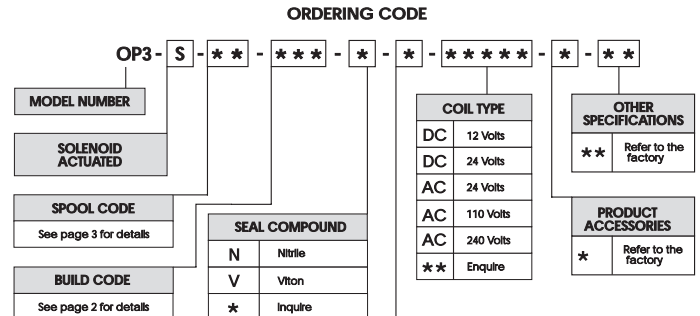 ORDERING CODE
OP3 - S - ** - *** - * - * - ***** - * - **
MODEL NUMBER
SOLENOID
ACTUATED
SPOOL CODE
See page 3 for details
BUILD CODE
See page 2 for details
SEAL COMPOUND
N Nitrile
V Viton
* Inquire
COIL TYPE
DC 12 Volts
DC 24 Volts
AC 24 Volts
AC 110 Volts
AC 240 Volts
** Enquire
OTHER
SPECIFICATIONS
** Refer to the
factory
PRODUCT
ACCESSORIES
* Refer to the
factory